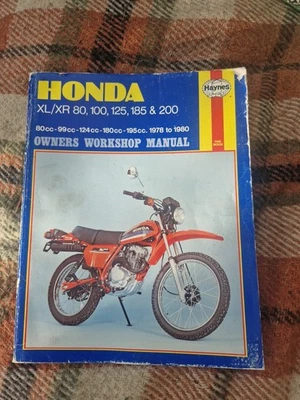 HONDA
Haynes
XL/XR 80, 100, 125, 185 & 200
80cc·99cc·124cc·180cc·195cc. 1978 to 1980
OWNERS WORKSHOP MANUAL